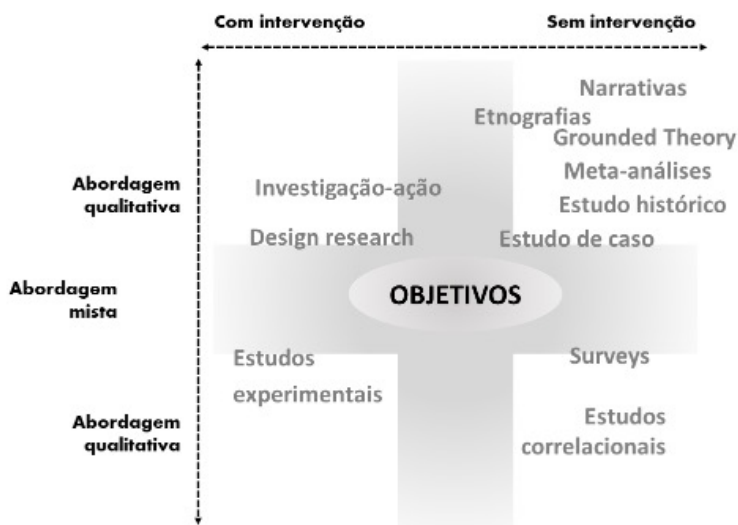 Com intervenção
Sem intervenção
Narrativas
Etnografias
Grounded Theory
Meta-análises
Abordagem
qualitativa
Investigação-ação
Estudo histórico
Design research
Estudo de caso
Abordagem
mista
OBJETIVOS
Estudos
experimentais
Surveys
Abordagem
qualitativa
Estudos
correlacionais